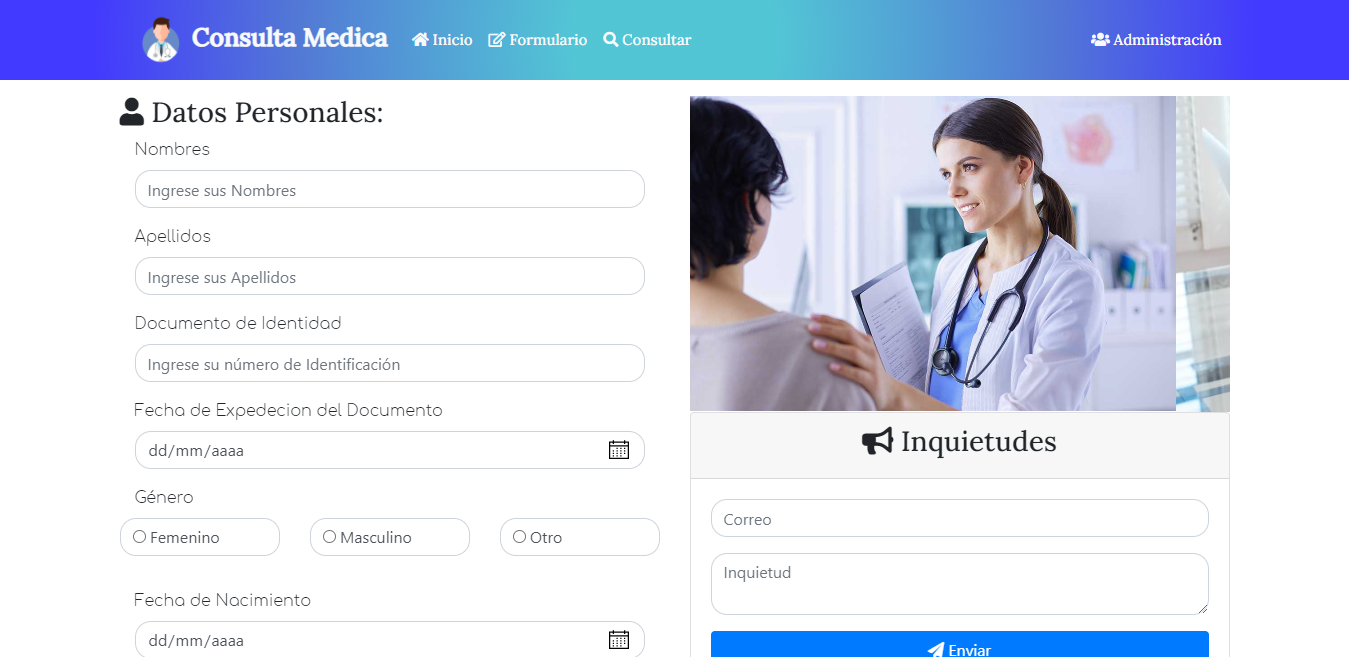 Consulta Medica
Inicio
Formulario
Consultar
Administración
Datos Personales:
Nombres
Ingrese sus Nombres
Apellidos
Ingrese sus Apellidos
Documento de Identidad
Ingrese su número de Identificación
Fecha de Expedecion del Documento
dd/mm/aaaa
Género
Femenino
Masculino
Otro
Fecha de Nacimiento
dd/mm/aaaa
Inquietudes
Correo
Inquietud
Enviar